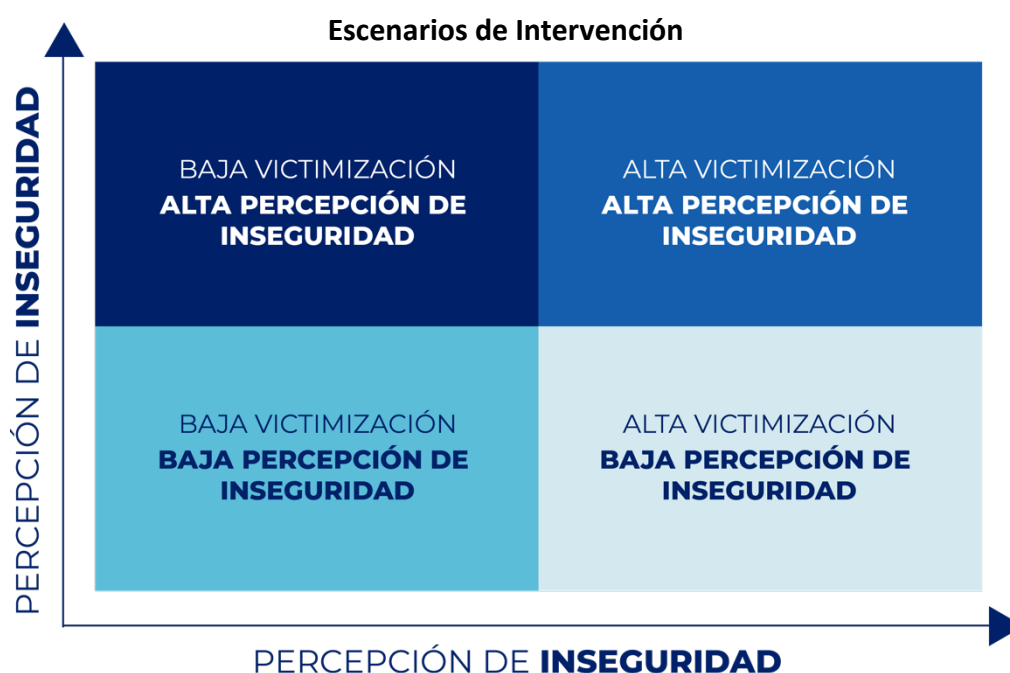 Escenarios de Intervención
PERCEPCIÓN DE INSEGURIDAD
BAJA VICTIMIZACIÓN
ALTA PERCEPCIÓN DE
INSEGURIDAD
ALTA VICTIMIZACIÓN
ALTA PERCEPCIÓN DE
INSEGURIDAD
BAJA VICTIMIZACIÓN
BAJA PERCEPCIÓN DE
INSEGURIDAD
ALTA VICTIMIZACIÓN
BAJA PERCEPCIÓN DE
INSEGURIDAD
PERCEPCIÓN DE INSEGURIDAD